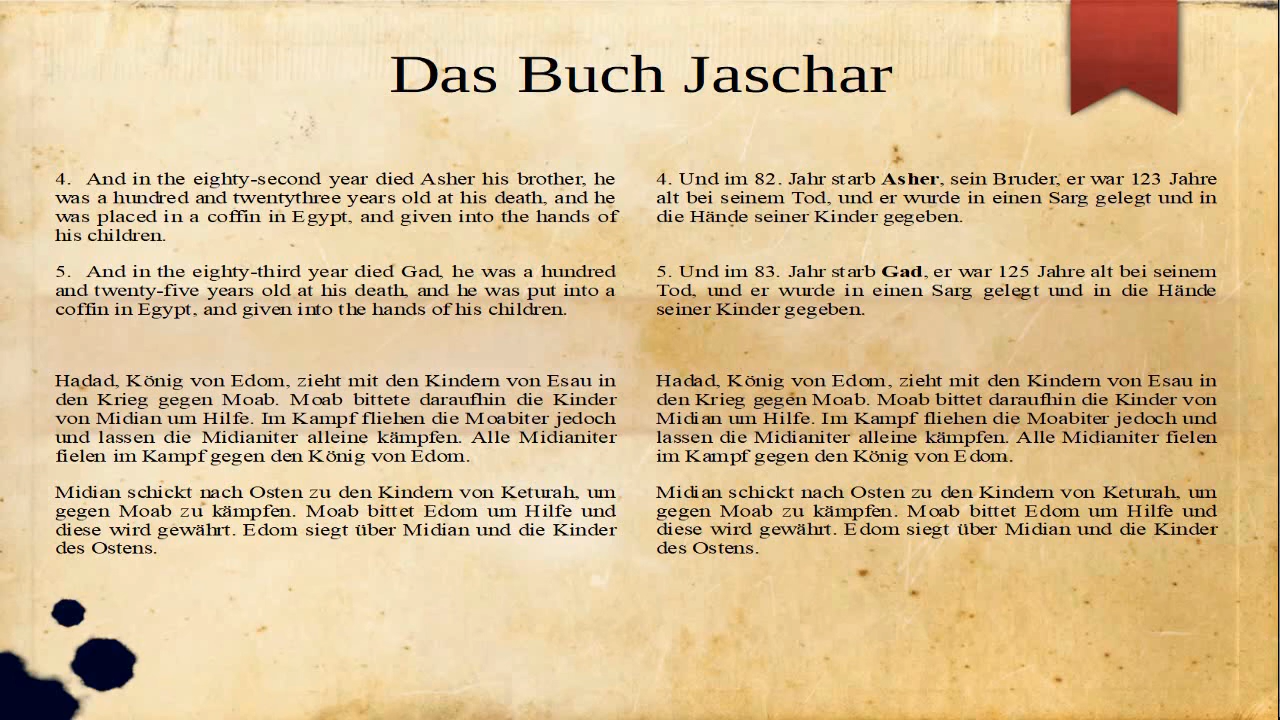 Das Buch Jaschar
4. And in the eighty-second year died Asher his brother, he
was a hundred and twentythree years old at his death, and he
was placed in a coffin in Egypt, and given into the hands of
his children.
5. And in the eighty-third year died Gad, he was a hundred
and twenty-five years old at his death, and he was put into a
coffin in Egypt, and given into the hands of his children.
Hadad, König von Edom, zieht mit den Kindern von Esau in
den Krieg gegen Moab. Moab bittete daraufhin die Kinder
von Midian um Hilfe. Im Kampf fliehen die Moabiter jedoch
und lassen die Midianiter alleine kämpfen. Alle Midianiter
fielen im Kampf gegen den König von Edom.
Midian schickt nach Osten zu den Kindern von Keturah, um
gegen Moab zu kämpfen. Moab bittet Edom um Hilfe und
diese wird gewährt. Edom siegt über Midian und die Kinder
des Ostens.
4. Und im 82. Jahr starb Asher, sein Bruder, er war 123 Jahre
alt bei seinem Tod, und er wurde in einen Sarg gelegt und in
die Hände seiner Kinder gegeben.
5. Und im 83. Jahr starb Gad, er war 125 Jahre alt bei seinem
Tod, und er wurde in einen Sarg gelegt und in die Hände
seiner Kinder gegeben.
Hadad, König von Edom, zieht mit den Kindern von Esau in
den Krieg gegen Moab. Moab bittet daraufhin die Kinder von
Midian um Hilfe. Im Kampf fliehen die Moabiter jedoch und
lassen die Midianiter alleine kämpfen. Alle Midianiter fielen
im Kampf gegen den König von Edom.
Midian schickt nach Osten zu den Kindern von Keturah, um
gegen Moab zu kämpfen. Moab bittet Edom um Hilfe und
diese wird gewährt. Edom siegt über Midian und die Kinder
des Ostens.